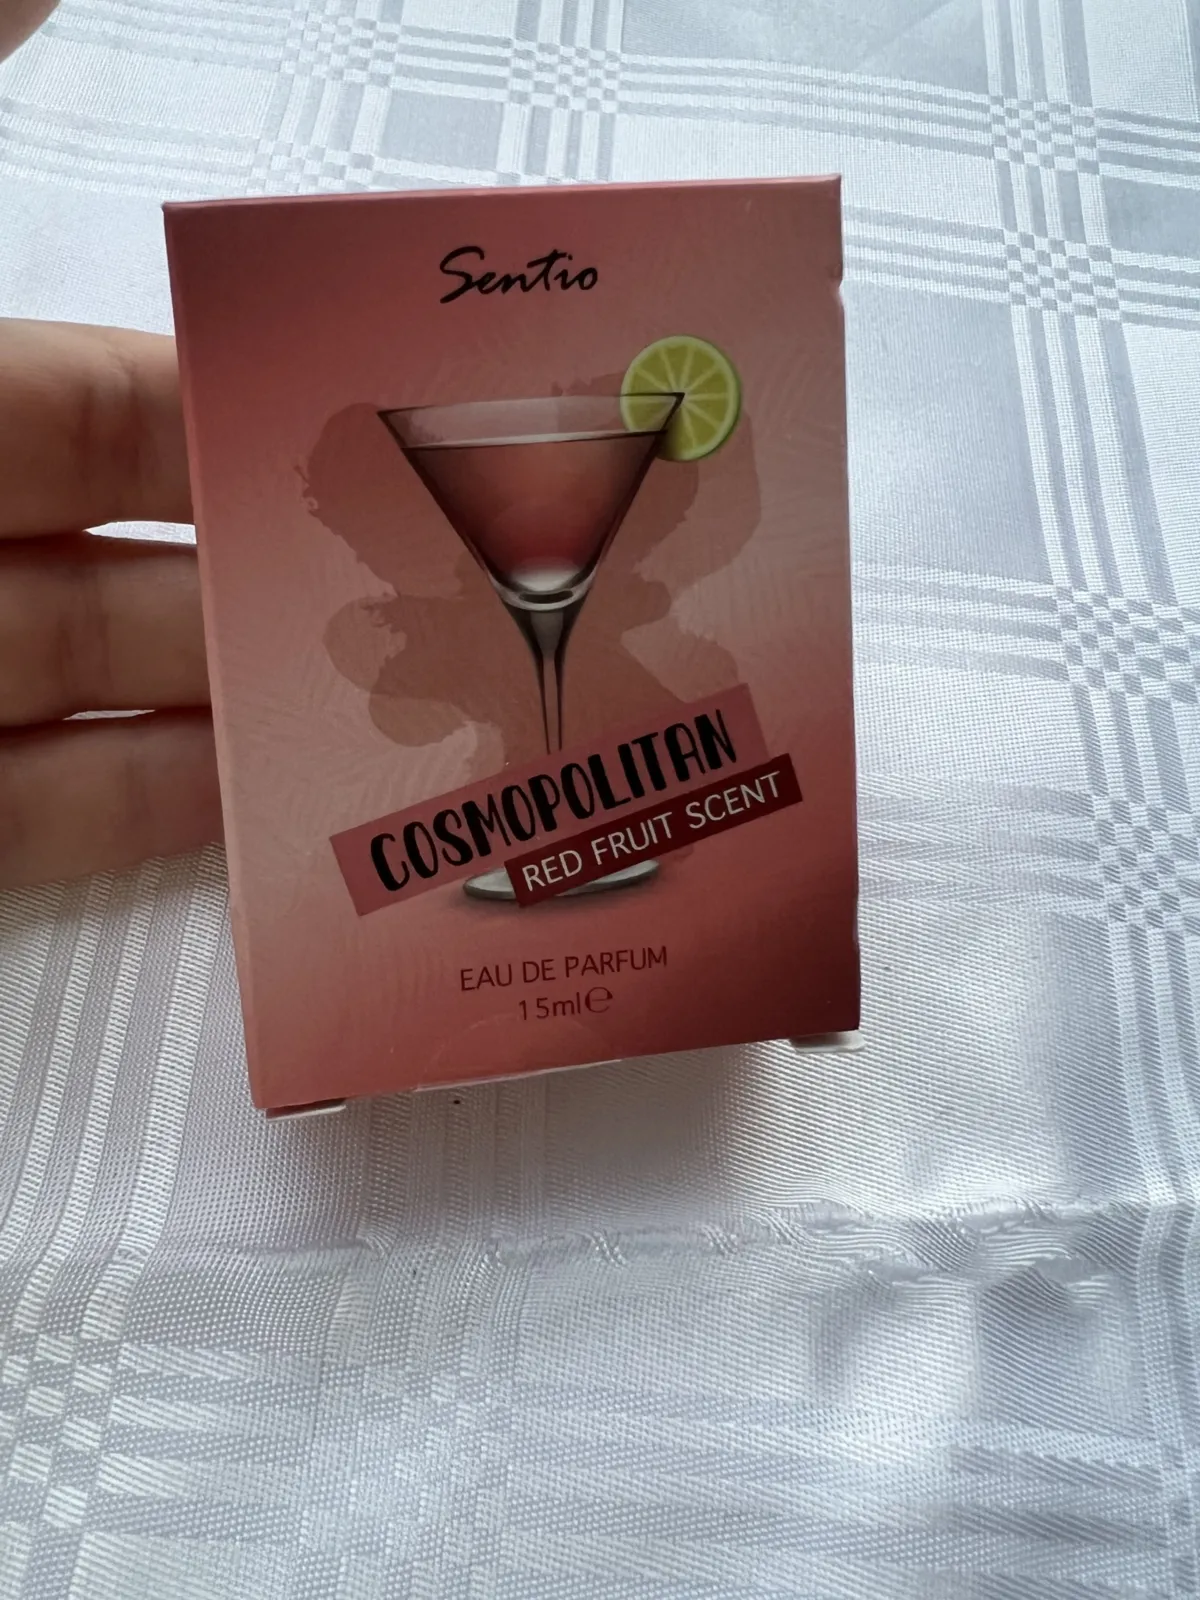 Sentio
COSMOPOLITAN
RED FRUIT SCENT
EAU DE PARFUM
15ml℮